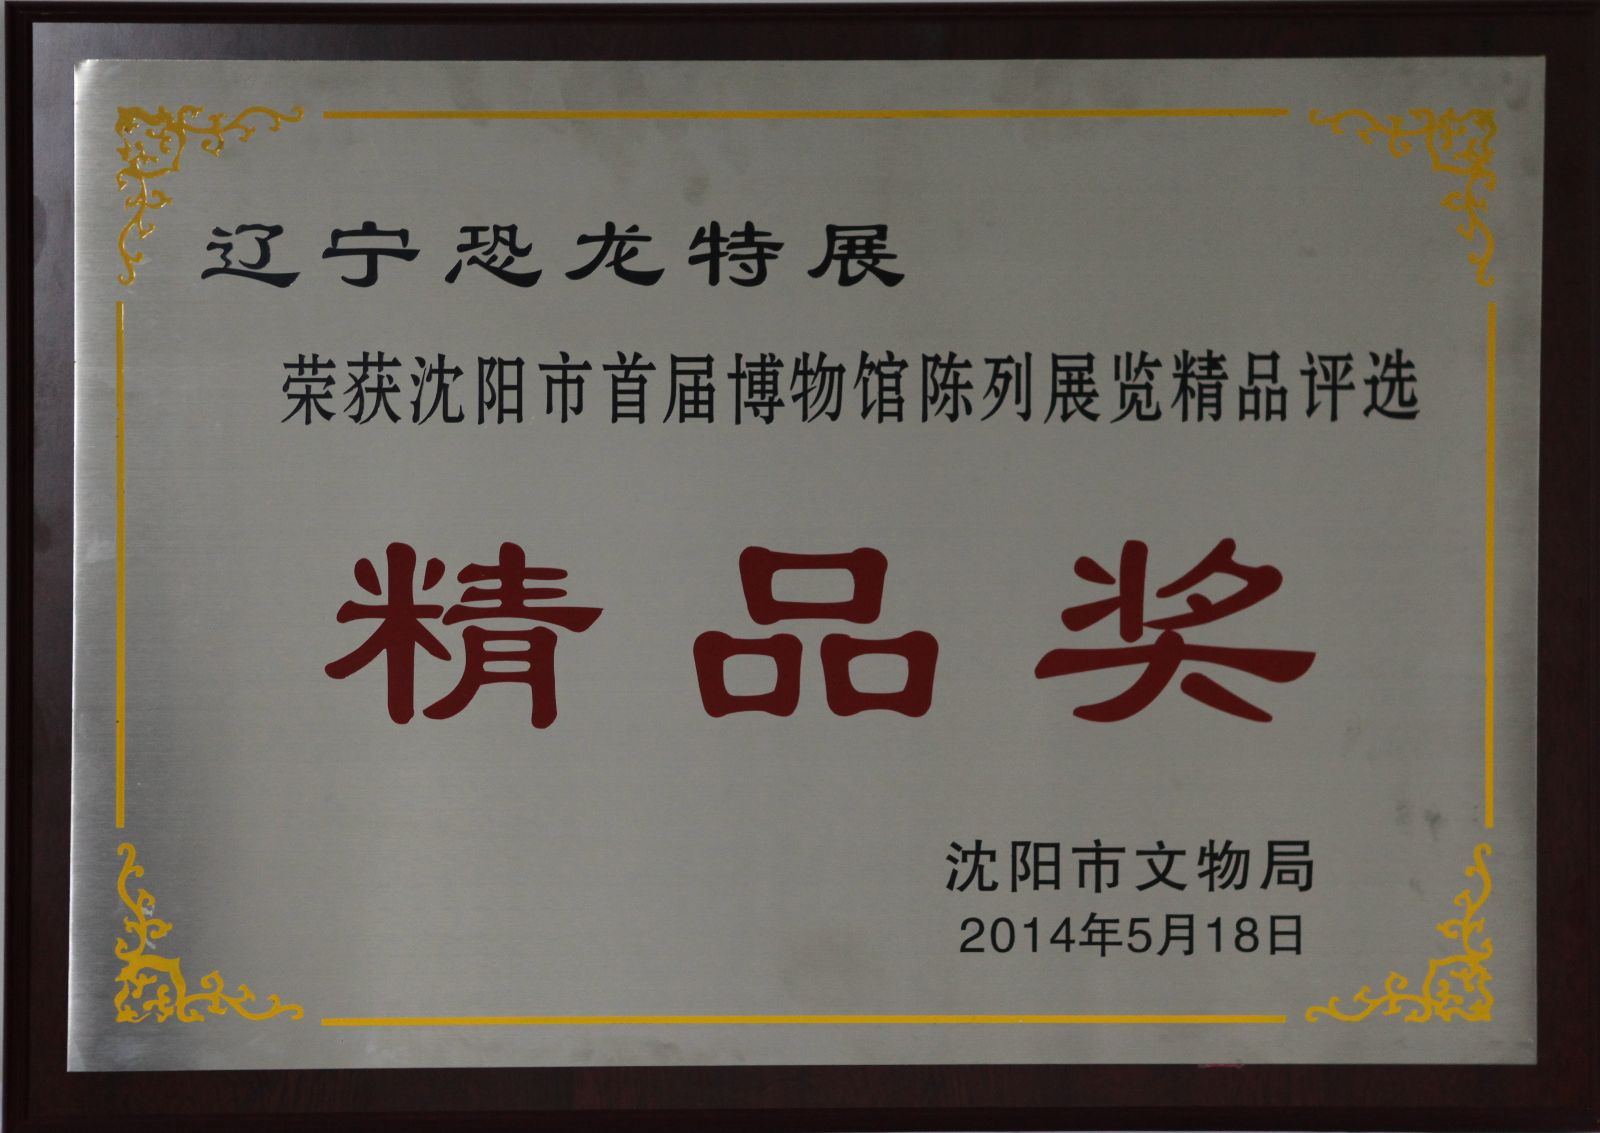 辽宁恐龙特展
荣获沈阳市首届博物馆陈列展览精品评选
精品奖
沈阳市文物局
2014年5月18日